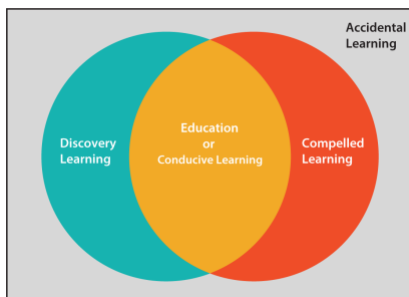 Accidental
Learning
Discovery
Learning
Education
or
Conducive Learning
Compelled
Learning